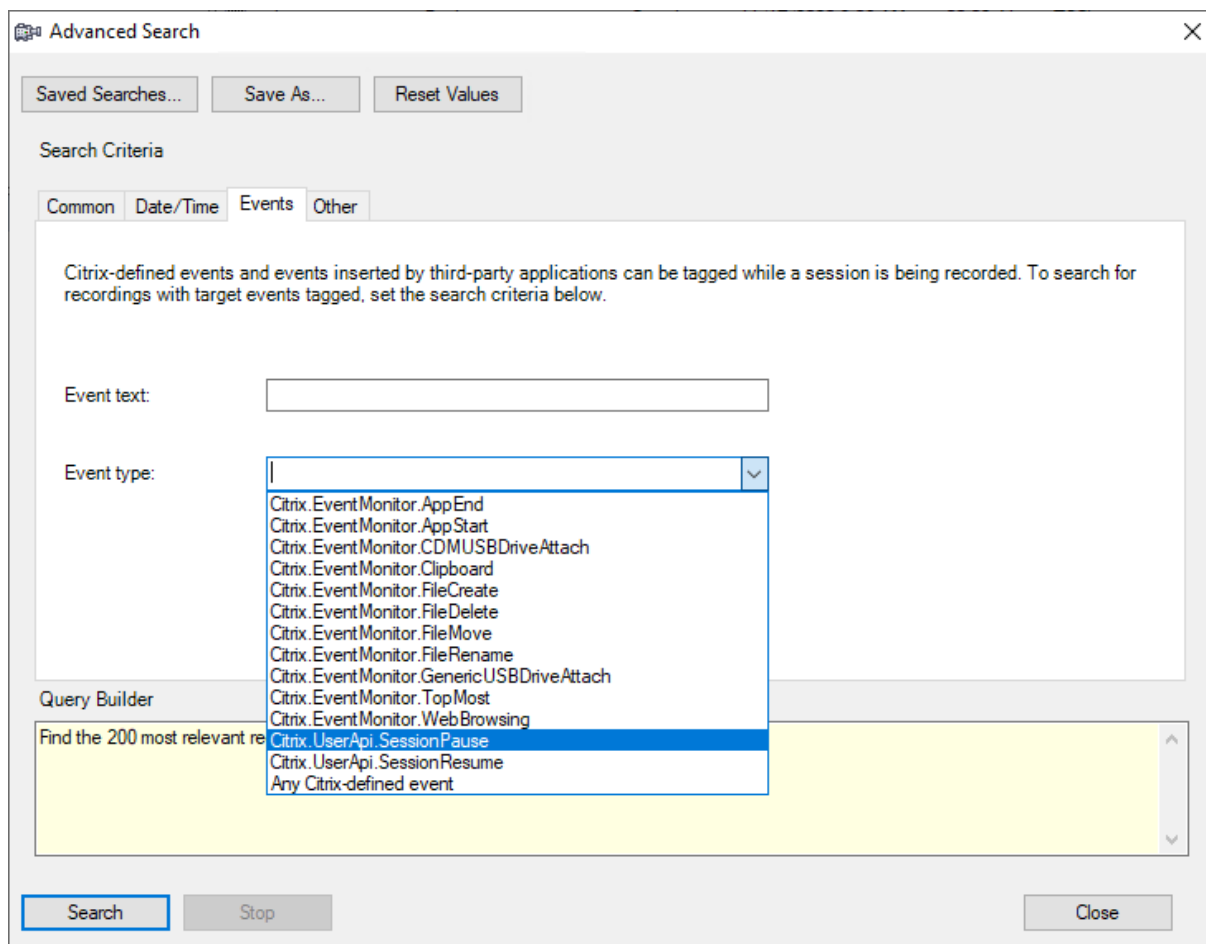 Advanced Search
Saved Searches...
Save As...
Reset Values
Search Criteria
Common
Date/Time
Events
Other
Citrix-defined events and events inserted by third-party applications can be tagged while a session is being recorded. To search for
recordings with target events tagged, set the search criteria below.
Event text:
Event type:
Citrix.EventMonitor.AppEnd
Citrix.EventMonitor.AppStart
Citrix.EventMonitor.CDMUSBDriveAttach
Citrix.EventMonitor.Clipboard
Citrix.EventMonitor.FileCreate
Citrix.EventMonitor.FileDelete
Citrix.EventMonitor.FileMove
Citrix.EventMonitor.FileRename
Citrix.EventMonitor.GenericUSBDriveAttach
Citrix.EventMonitor.TopMost
Citrix.EventMonitor.WebBrowsing
Citrix.UserApi.SessionPause
Citrix.UserApi.SessionResume
Any Citrix-defined event
Query Builder
Find the 200 most relevant re
Search
Stop
Close